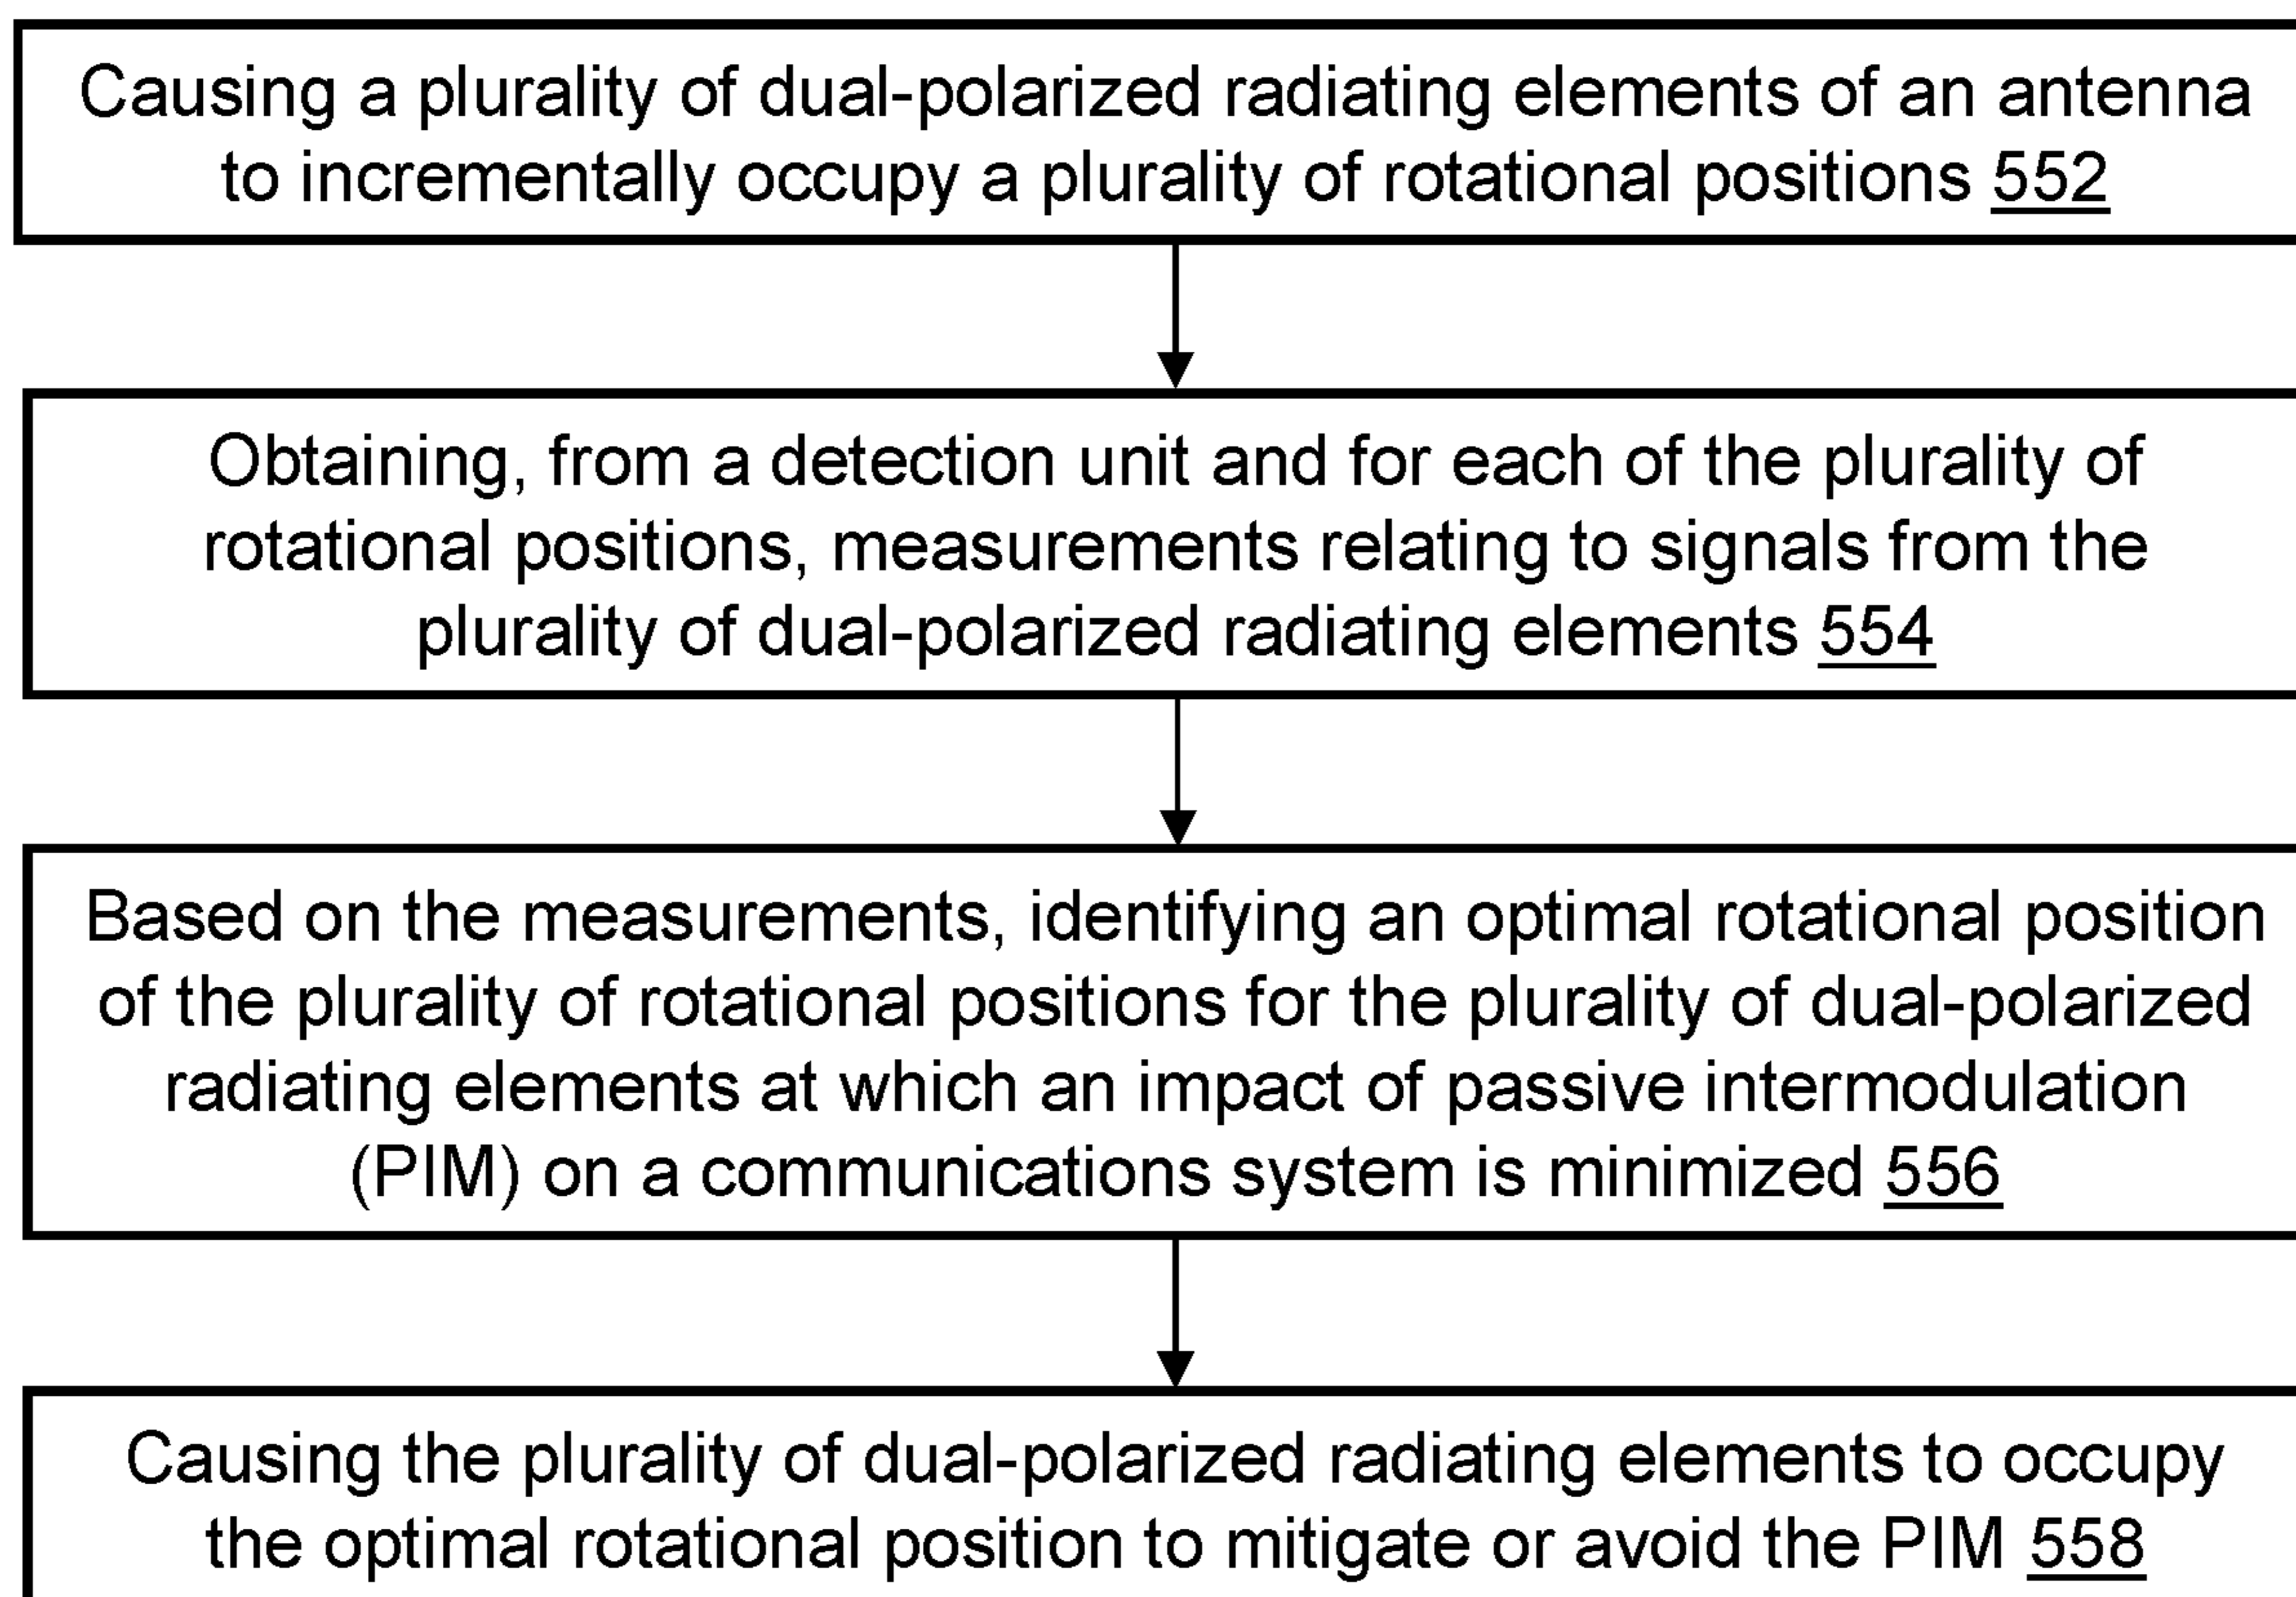 Causing a plurality of dual-polarized radiating elements of an antenna
to incrementally occupy a plurality of rotational positions 552
Obtaining, from a detection unit and for each of the plurality of
rotational positions, measurements relating to signals from the
plurality of dual-polarized radiating elements 554
Based on the measurements, identifying an optimal rotational position
of the plurality of rotational positions for the plurality of dual-polarized
radiating elements at which an impact of passive intermodulation
(PIM) on a communications system is minimized 556
Causing the plurality of dual-polarized radiating elements to occupy
the optimal rotational position to mitigate or avoid the PIM 558